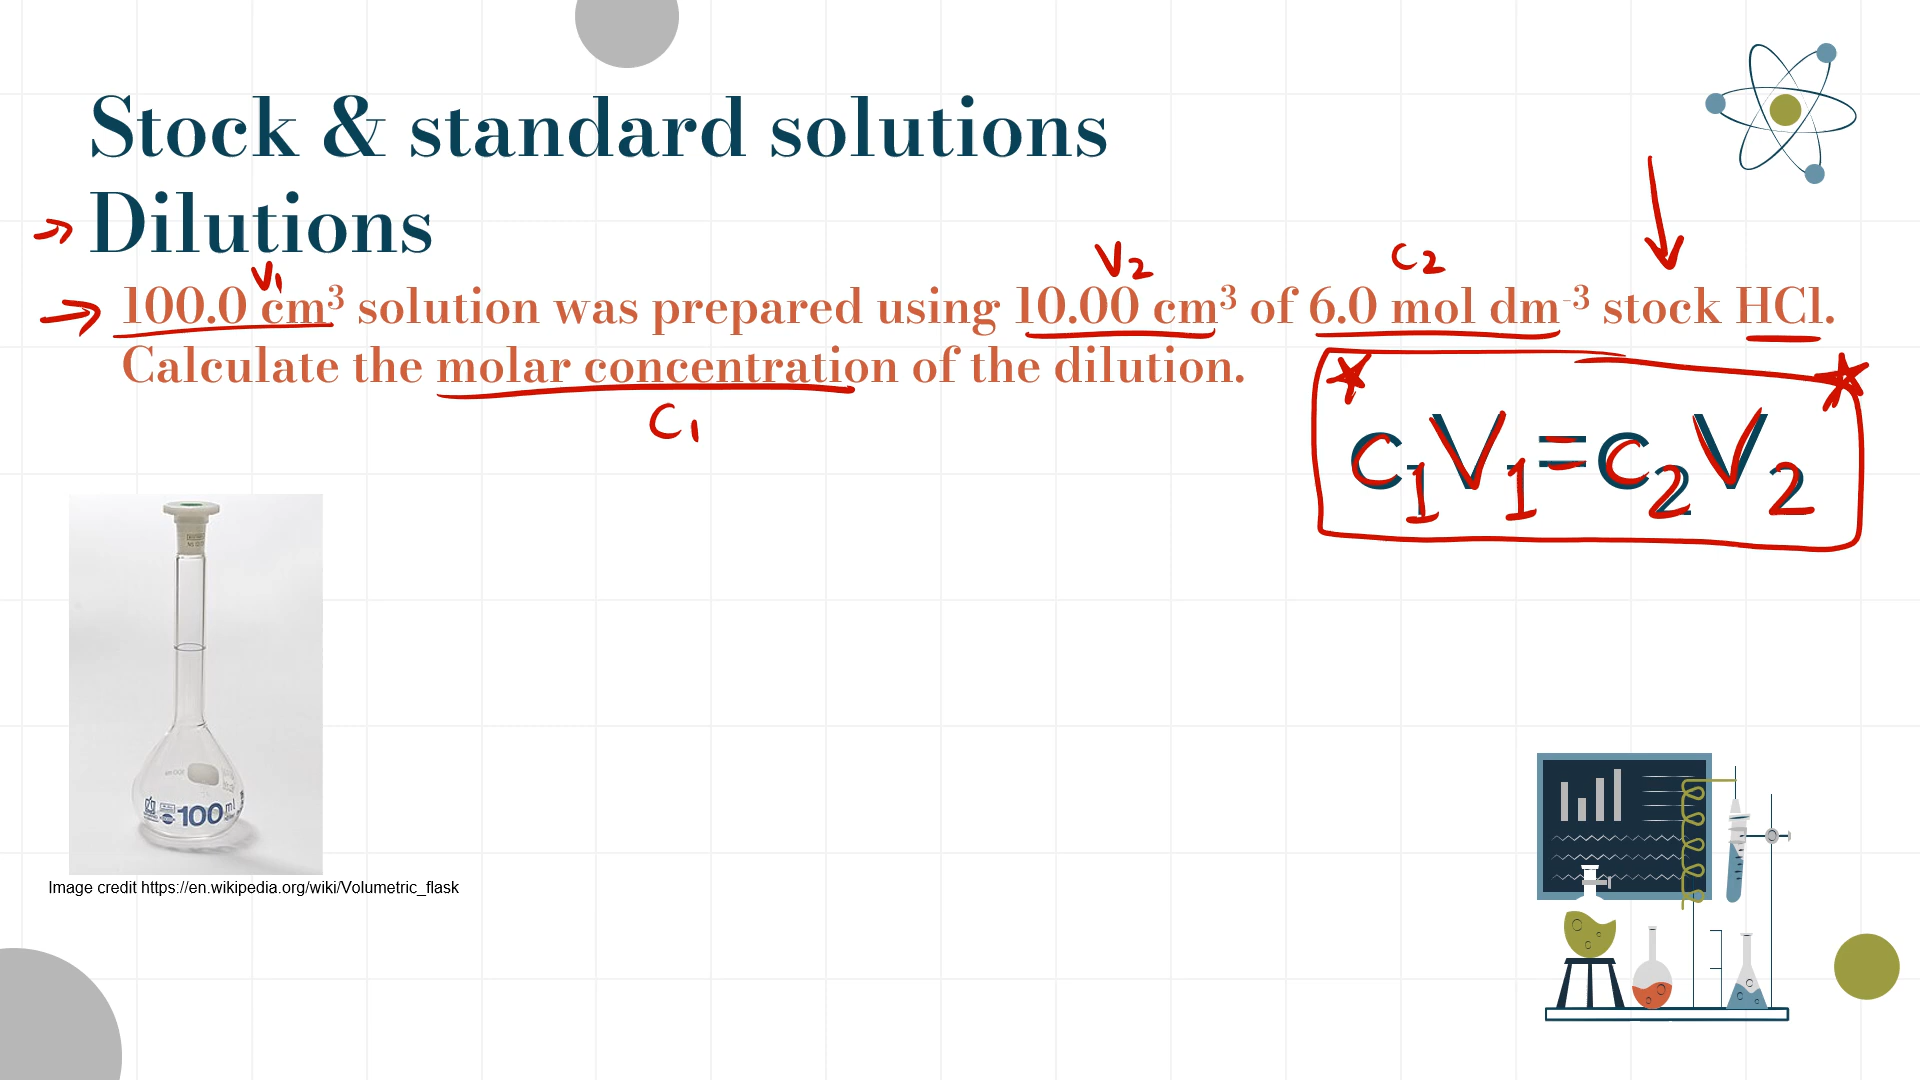 Stock & standard solutions
Dilutions
V₁
V₂
C₂
100.0 cm³ solution was prepared using 10.00 cm³ of 6.0 mol dm⁻³ stock HCl.
Calculate the molar concentration of the dilution.
C₁
c₁V₁=c₂V₂
100 ml
Image credit https://en.wikipedia.org/wiki/Volumetric_flask